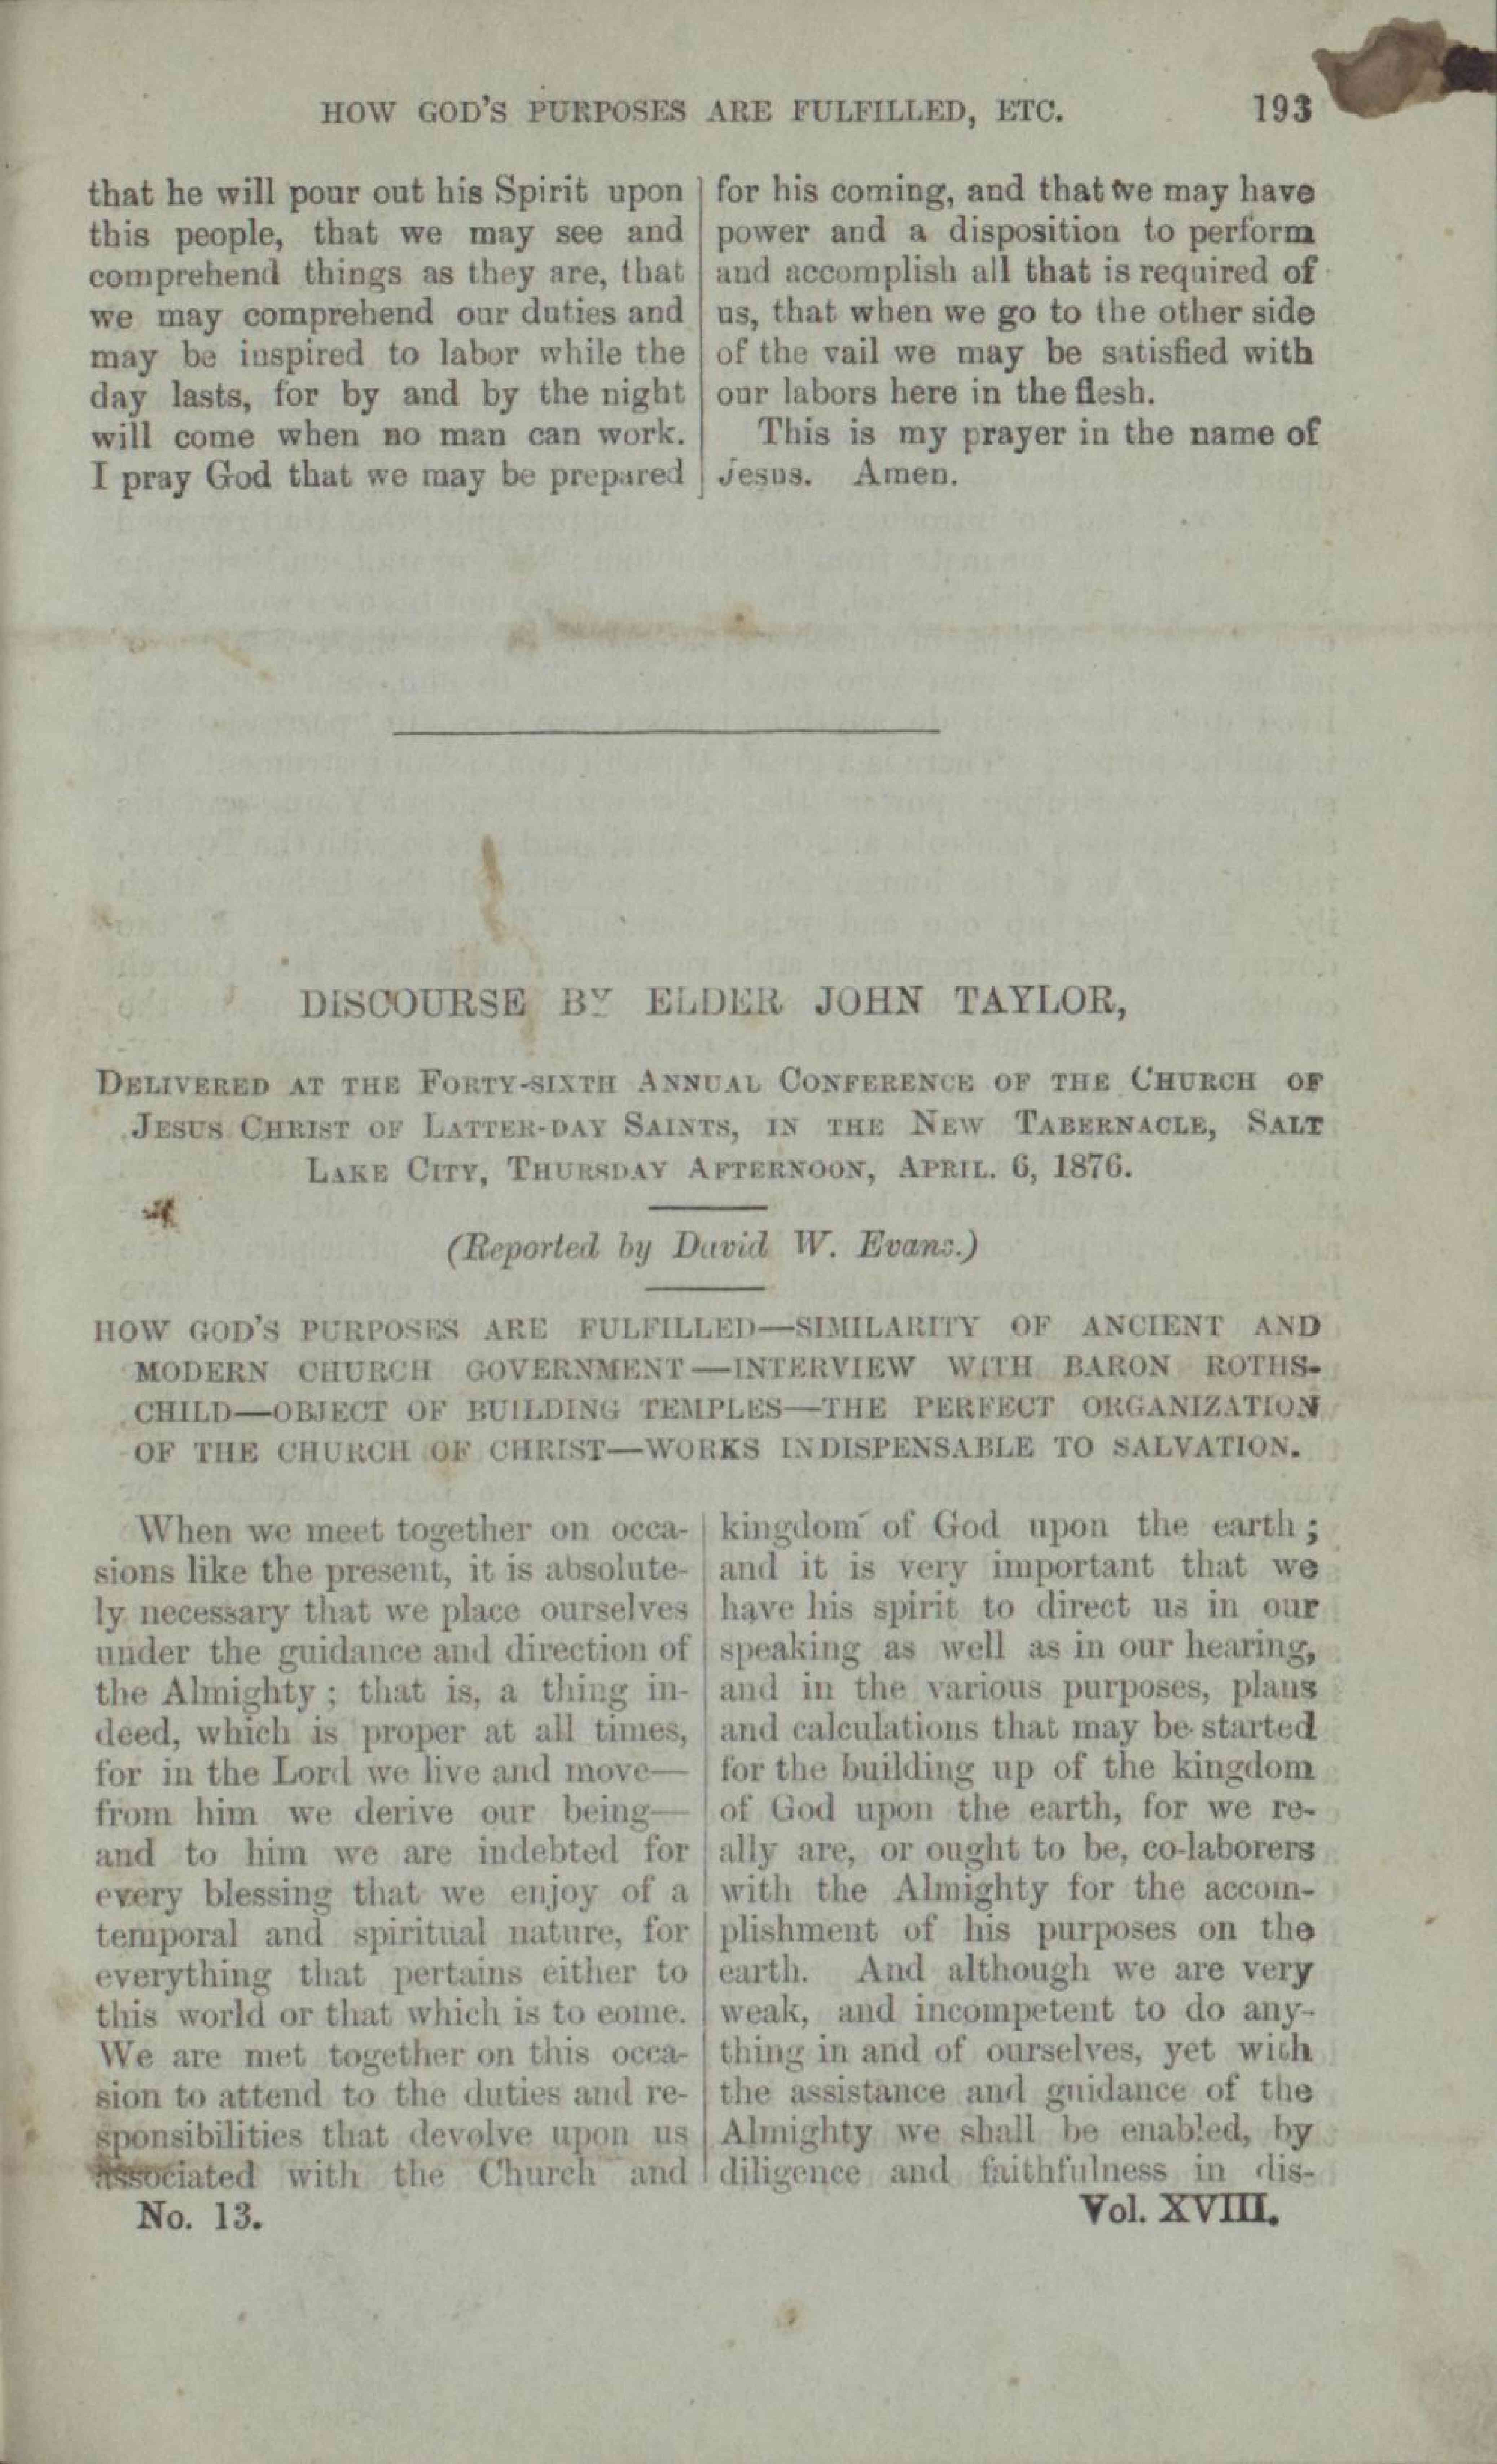 HOW GOD'S PURPOSES ARE FULFILLED, ETC. 193
that he will pour out his Spirit upon
this people, that we may see and
comprehend things as they are, that
we may comprehend our duties and
may be inspired to labor while the
day lasts, for by and by the night
will come when no man can work.
I pray God that we may be prepared
for his coming, and that we may have
power and a disposition to perform
and accomplish all that is required of
us, that when we go to the other side
of the vail we may be satisfied with
our labors here in the flesh.
This is my prayer in the name of
Jesus. Amen.
DISCOURSE BY ELDER JOHN TAYLOR,
DELIVERED AT THE FORTY-SIXTH ANNUAL CONFERENCE OF THE CHURCH OF
JESUS CHRIST OF LATTER-DAY SAINTS, IN THE NEW TABERNACLE, SALT
LAKE CITY, THURSDAY AFTERNOON, APRIL. 6, 1876.
(Reported by David W. Evans.)
HOW GOD'S PURPOSES ARE FULFILLED—SIMILARITY OF ANCIENT AND
MODERN CHURCH GOVERNMENT—INTERVIEW WITH BARON ROTHS-
CHILD—OBJECT OF BUILDING TEMPLES—THE PERFECT ORGANIZATION
OF THE CHURCH OF CHRIST—WORKS INDISPENSABLE TO SALVATION.
When we meet together on occa-
sions like the present, it is absolute-
ly necessary that we place ourselves
under the guidance and direction of
the Almighty; that is, a thing in-
deed, which is proper at all times,
for in the Lord we live and move—
from him we derive our being—
and to him we are indebted for
every blessing that we enjoy of a
temporal and spiritual nature, for
everything that pertains either to
this world or that which is to come.
We are met together on this occa-
sion to attend to the duties and re-
sponsibilities that devolve upon us
associated with the Church and
kingdom of God upon the earth;
and it is very important that we
have his spirit to direct us in our
speaking as well as in our hearing,
and in the various purposes, plans
and calculations that may be started
for the building up of the kingdom
of God upon the earth, for we re-
ally are, or ought to be, co-laborers
with the Almighty for the accom-
plishment of his purposes on the
earth. And although we are very
weak, and incompetent to do any-
thing in and of ourselves, yet with
the assistance and guidance of the
Almighty we shall be enabled, by
diligence and faithfulness in dis-
No. 13. Vol. XVIII.